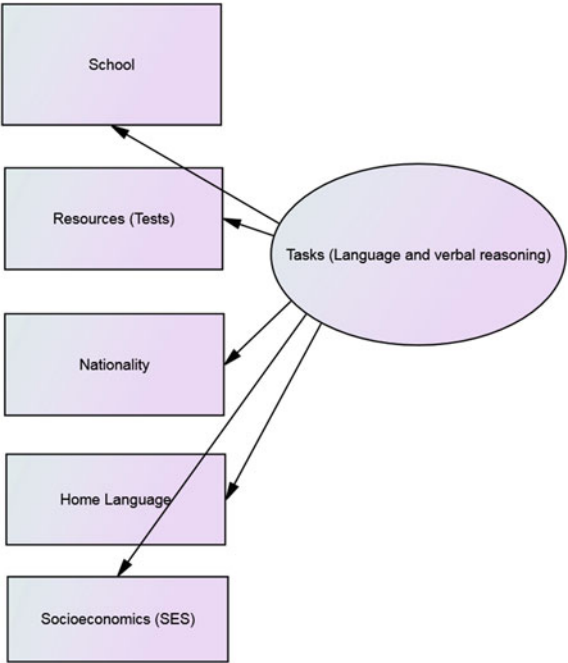 School
Resources (Tests)
Tasks (Language and verbal reasoning)
Nationality
Home Language
Socioeconomics (SES)